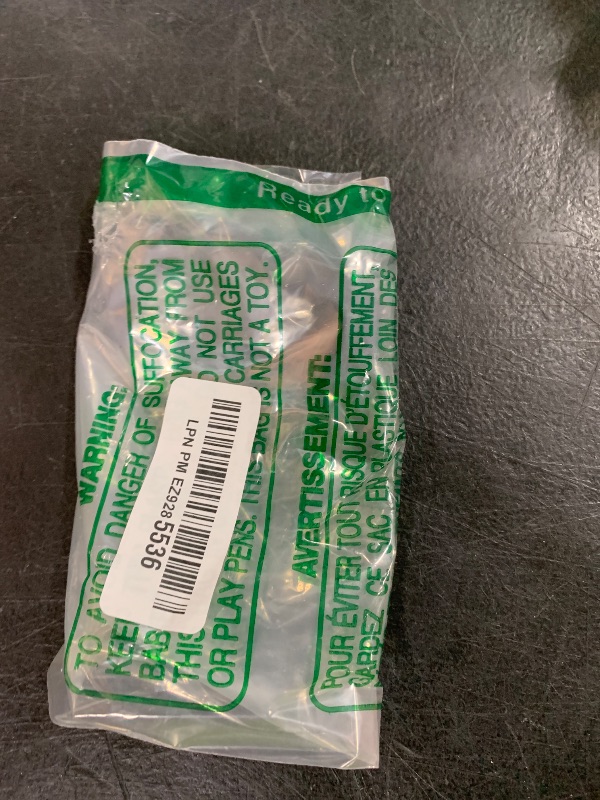 Ready to
WARNING:
TO AVOID DANGER OF SUFFOCATION,
KEEP WAY FROM
BAB NOT USE
THIS CARRIAGES
OR PLAY PENS. THIS BAG IS NOT A TOY.
LPN PM EZ9285536
AVERTISSEMENT:
POUR ÉVITER TOUT RISQUE D'ÉTOUFFEMENT,
GARDEZ CE SAC EN PLASTIQUE LOIN DES